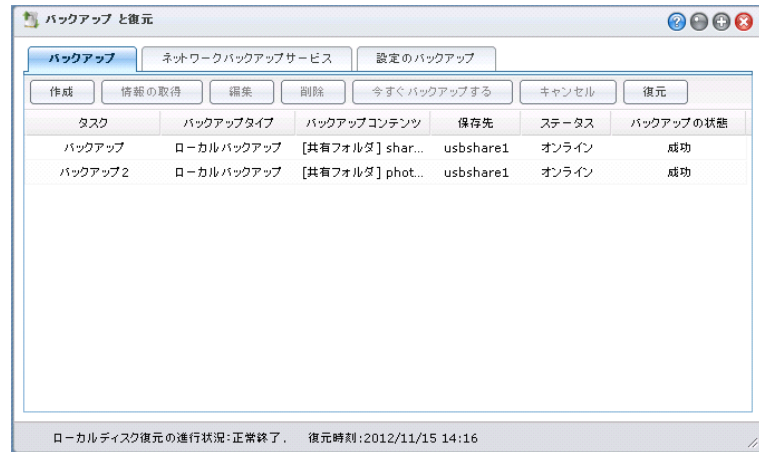 バックアップ と復元
バックアップ ネットワークバックアップサービス 設定のバックアップ
作成 情報の取得 編集 削除 今すぐバックアップする キャンセル 復元
タスク バックアップタイプ バックアップコンテンツ 保存先 ステータス バックアップの状態
バックアップ ローカルバックアップ [共有フォルダ] shar... usbshare1 オンライン 成功
バックアップ2 ローカルバックアップ [共有フォルダ] phot... usbshare1 オンライン 成功
ローカルディスク復元の進行状況:正常終了. 復元時刻:2012/11/15 14:16